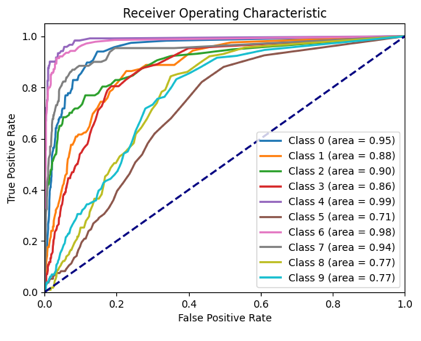 Receiver Operating Characteristic
1.0
0.8
0.6
0.4
0.2
0.0
True Positive Rate
Class 0 (area = 0.95)
Class 1 (area = 0.88)
Class 2 (area = 0.90)
Class 3 (area = 0.86)
Class 4 (area = 0.99)
Class 5 (area = 0.71)
Class 6 (area = 0.98)
Class 7 (area = 0.94)
Class 8 (area = 0.77)
Class 9 (area = 0.77)
0.0 0.2 0.4 0.6 0.8 1.0
False Positive Rate